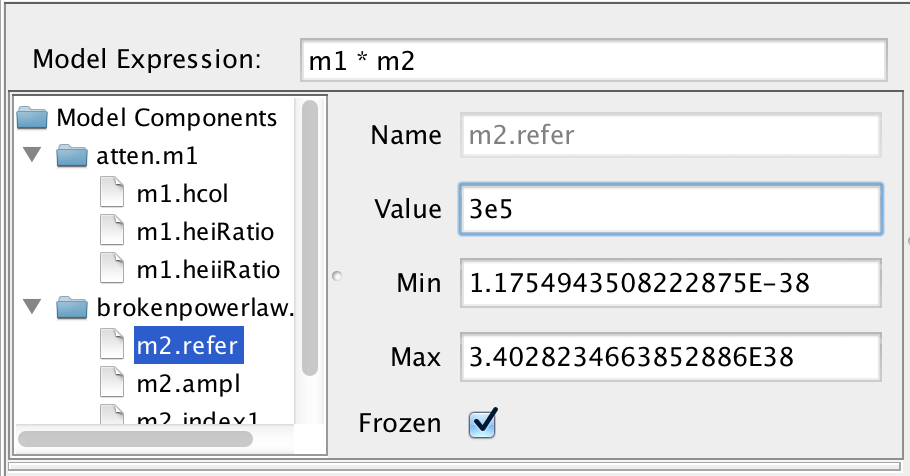 Model Expression: m1 * m2
Model Components
atten.m1
m1.hcol
m1.heiRatio
m1.heiiRatio
brokenpowerlaw.
m2.refer
m2.ampl
m2.index1
Name m2.refer
Value 3e5
Min 1.1754943508222875E-38
Max 3.4028234663852886E38
Frozen